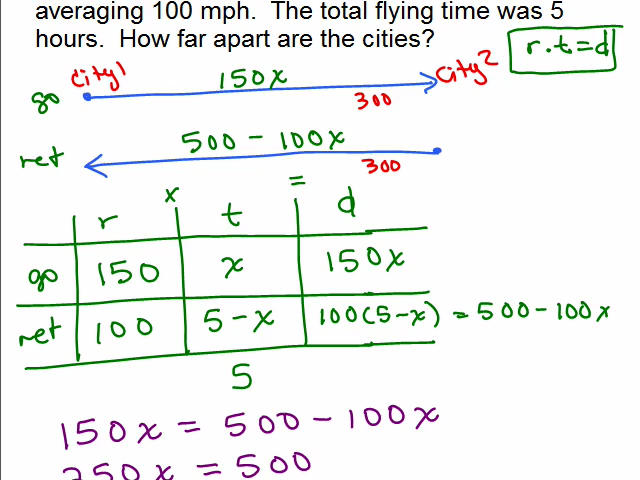 averaging 100 mph. The total flying time was 5
hours. How far apart are the cities?
r.t=d
City1 150x City2
go 300
500 - 100x
ret 300
r x t = d
go 150 x 150x
ret 100 5-x 100(5-x) = 500-100x
5
150x = 500 - 100x
250x = 500